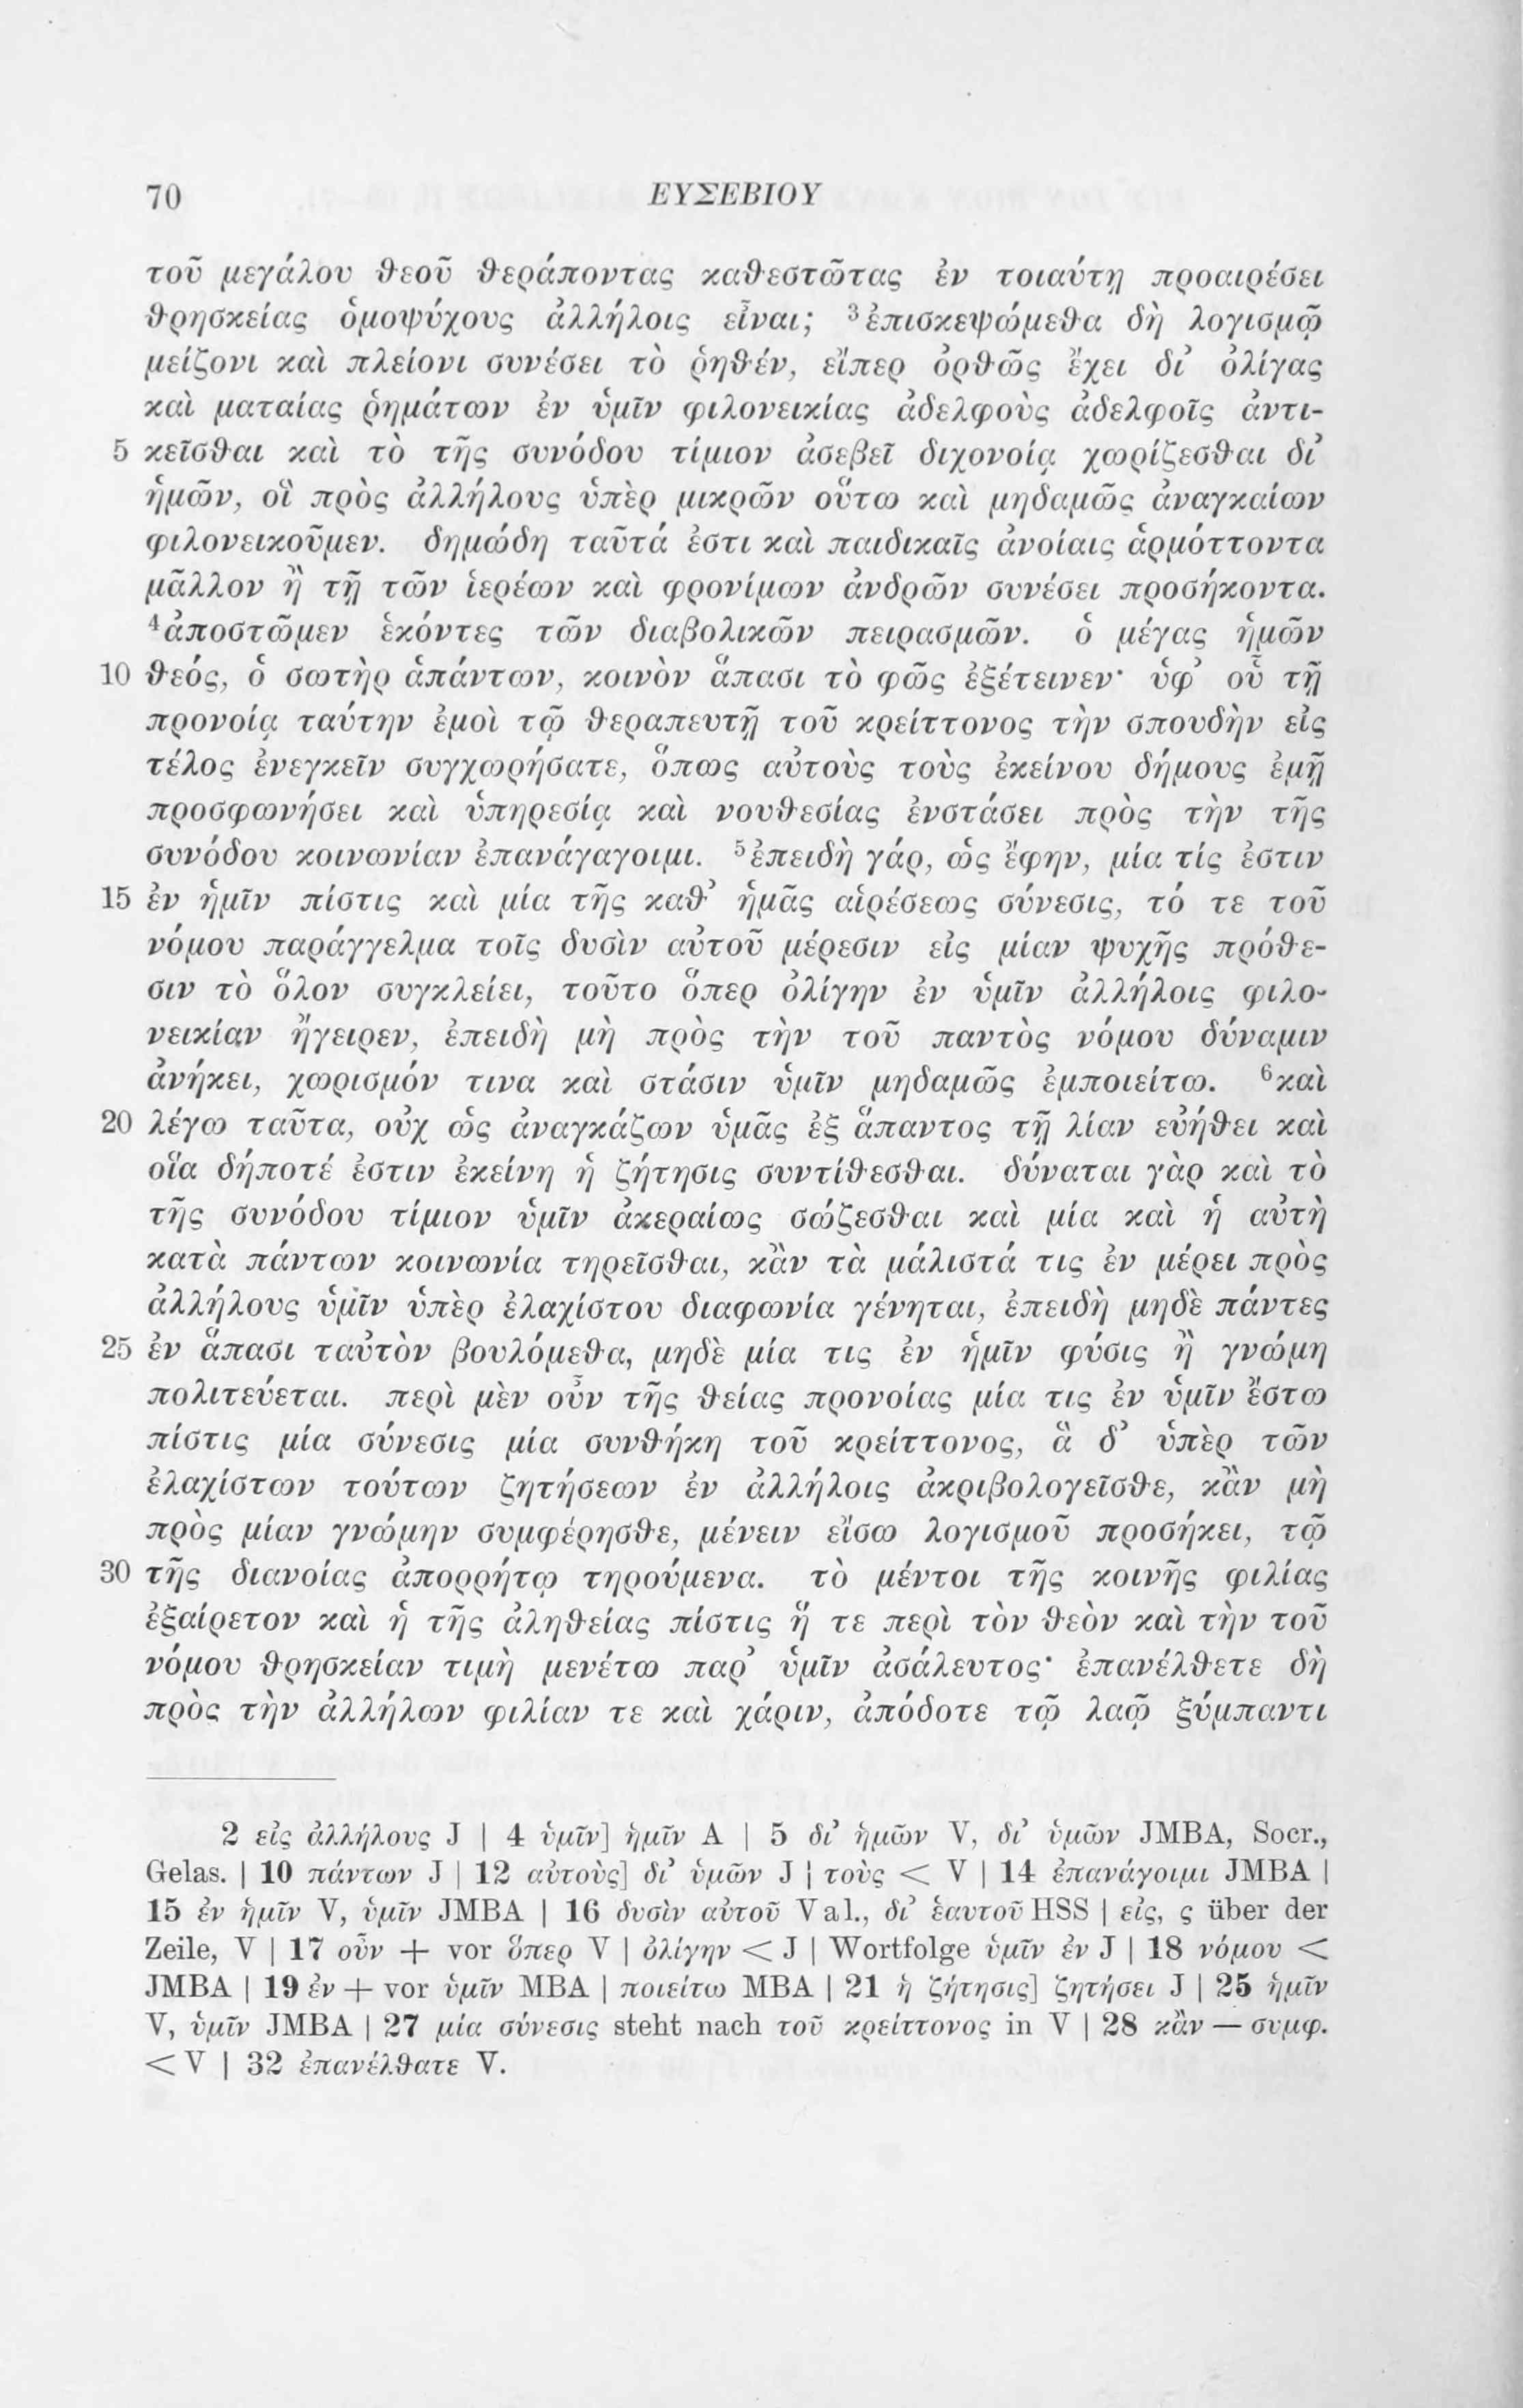 70 ΕΥΣΕΒΙΟΥ
τοῦ μεγάλου θεοῦ θεράποντας καθεστῶτας ἐν τοιαύτῃ προαιρέσει
θρησκείας ὁμοψύχους ἀλλήλοις εἶναι; ³ἐπισκεψώμεθα δὴ λογισμῷ
μείζονι καὶ πλείονι συνέσει τὸ ῥηθέν, εἴπερ ὀρθῶς ἔχει δι' ὀλίγας
καὶ ματαίας ῥημάτων ἐν ὑμῖν φιλονεικίας ἀδελφοὺς ἀδελφοῖς ἀντι-
5 κεῖσθαι καὶ τὸ τῆς συνόδου τίμιον ἀσεβεῖ διχονοίᾳ χωρίζεσθαι δι'
ἡμῶν, οἳ πρὸς ἀλλήλους ὑπὲρ μικρῶν οὕτω καὶ μηδαμῶς ἀναγκαίων
φιλονεικοῦμεν. δημώδη ταῦτά ἐστι καὶ παιδικαῖς ἀνοίαις ἁρμόττοντα
μᾶλλον ἢ τῇ τῶν ἱερέων καὶ φρονίμων ἀνδρῶν συνέσει προσήκοντα.
⁴ἀποστῶμεν ἑκόντες τῶν διαβολικῶν πειρασμῶν. ὁ μέγας ἡμῶν
10 θεός, ὁ σωτὴρ ἁπάντων, κοινὸν ἅπασι τὸ φῶς ἐξέτεινεν· ὑφ' οὗ τῇ
προνοίᾳ ταύτην ἐμοὶ τῷ θεραπευτῇ τοῦ κρείττονος τὴν σπουδὴν εἰς
τέλος ἐνεγκεῖν συγχωρήσατε, ὅπως αὐτοὺς τοὺς ἐκείνου δήμους ἐμῇ
προσφωνήσει καὶ ὑπηρεσίᾳ καὶ νουθεσίας ἐνστάσει πρὸς τὴν τῆς
συνόδου κοινωνίαν ἐπανάγαγοιμι. ⁵ἐπειδὴ γάρ, ὡς ἔφην, μία τίς ἐστιν
15 ἐν ἡμῖν πίστις καὶ μία τῆς καθ' ἡμᾶς αἱρέσεως σύνεσις, τό τε τοῦ
νόμου παράγγελμα τοῖς δυσὶν αὐτοῦ μέρεσιν εἰς μίαν ψυχῆς πρόθε-
σιν τὸ ὅλον συγκλείει, τοῦτο ὅπερ ὀλίγην ἐν ὑμῖν ἀλλήλοις φιλο-
νεικίαν ἤγειρεν, ἐπειδὴ μὴ πρὸς τὴν τοῦ παντὸς νόμου δύναμιν
ἀνήκει, χωρισμόν τινα καὶ στάσιν ὑμῖν μηδαμῶς ἐμποιείτω. ⁶καὶ
20 λέγω ταῦτα, οὐχ ὡς ἀναγκάζων ὑμᾶς ἐξ ἅπαντος τῇ λίαν εὐήθει καὶ
οἵα δήποτέ ἐστιν ἐκείνη ἡ ζήτησις συντίθεσθαι. δύναται γὰρ καὶ τὸ
τῆς συνόδου τίμιον ὑμῖν ἀκεραίως σώζεσθαι καὶ μία καὶ ἡ αὐτὴ
κατὰ πάντων κοινωνία τηρεῖσθαι, κἂν τὰ μάλιστά τις ἐν μέρει πρὸς
ἀλλήλους ὑμῖν ὑπὲρ ἐλαχίστου διαφωνία γένηται, ἐπειδὴ μηδὲ πάντες
25 ἐν ἅπασι ταὐτὸν βουλόμεθα, μηδὲ μία τις ἐν ἡμῖν φύσις ἢ γνώμη
πολιτεύεται. περὶ μὲν οὖν τῆς θείας προνοίας μία τις ἐν ὑμῖν ἔστω
πίστις μία σύνεσις μία συνθήκη τοῦ κρείττονος, ἃ δ' ὑπὲρ τῶν
ἐλαχίστων τούτων ζητήσεων ἐν ἀλλήλοις ἀκριβολογεῖσθε, κἂν μὴ
πρὸς μίαν γνώμην συμφέρησθε, μένειν εἴσω λογισμοῦ προσήκει, τῷ
30 τῆς διανοίας ἀπορρήτῳ τηρούμενα. τὸ μέντοι τῆς κοινῆς φιλίας
ἐξαίρετον καὶ ἡ τῆς ἀληθείας πίστις ἥ τε περὶ τὸν θεὸν καὶ τὴν τοῦ
νόμου θρησκείαν τιμὴ μενέτω παρ' ὑμῖν ἀσάλευτος· ἐπανέλθετε δὴ
πρὸς τὴν ἀλλήλων φιλίαν τε καὶ χάριν, ἀπόδοτε τῷ λαῷ ξύμπαντι
2 εἰς ἀλλήλους J | 4 ὑμῖν] ἡμῖν A | 5 δι' ἡμῶν V, δι' ὑμῶν JMBA, Socr.,
Gelas. | 10 πάντων J | 12 αὐτοὺς] δι' ὑμῶν J | τοὺς < V | 14 ἐπανάγοιμι JMBA |
15 ἐν ἡμῖν V, ὑμῖν JMBA | 16 δυσὶν αὐτοῦ Val., δι' ἑαυτοῦ HSS | εἰς, ς über der
Zeile, V | 17 οὖν + vor ὅπερ V | ὀλίγην < J | Wortfolge ὑμῖν ἐν J | 18 νόμου <
JMBA | 19 ἐν + vor ὑμῖν MBA | ποιείτω MBA | 21 ἡ ζήτησις] ζητήσει J | 25 ἡμῖν
V, ὑμῖν JMBA | 27 μία σύνεσις steht nach τοῦ κρείττονος in V | 28 κἂν — συμφ.
< V | 32 ἐπανέλθατε V.